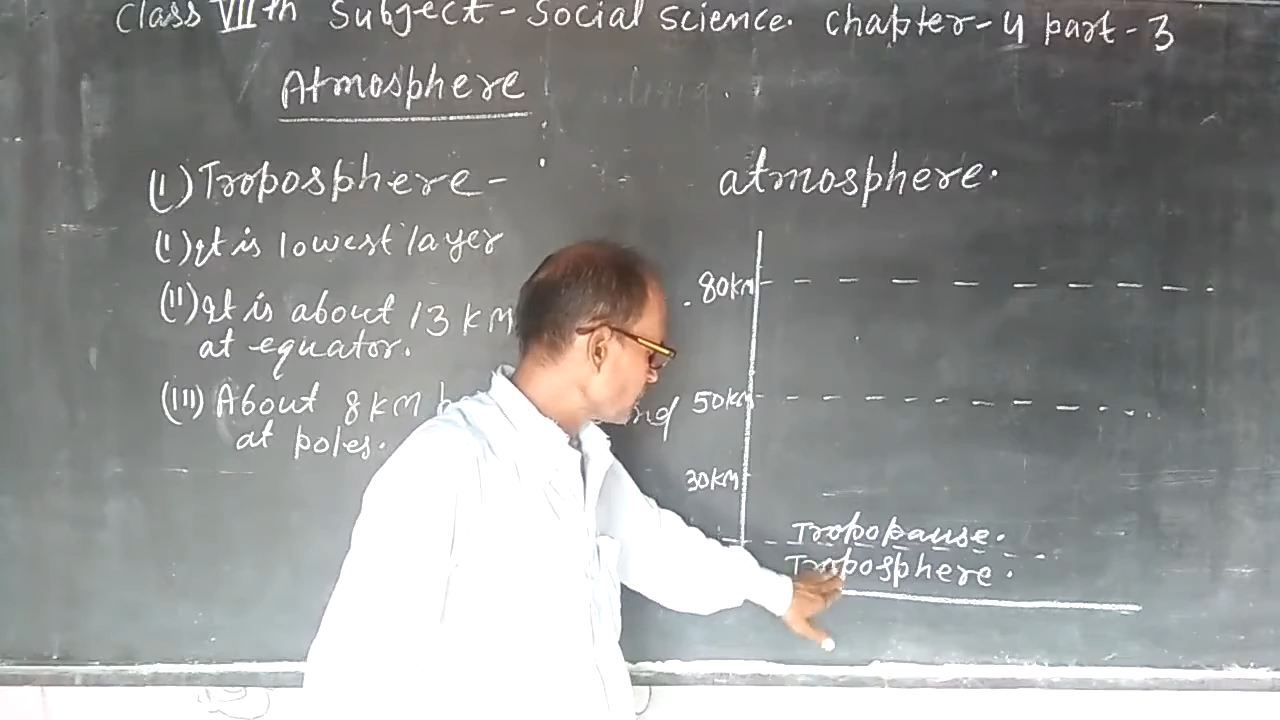 Class VIIth Subject - Social Science. Chapter - 4 part - 3
Atmosphere
(I) Troposphere -
(I) It is lowest layer
(II) It is about 13 KM
at equator.
(III) About 8 KM
at poles.
atmosphere.
80KM
50KM
30KM
Tropopause.
Troposphere.